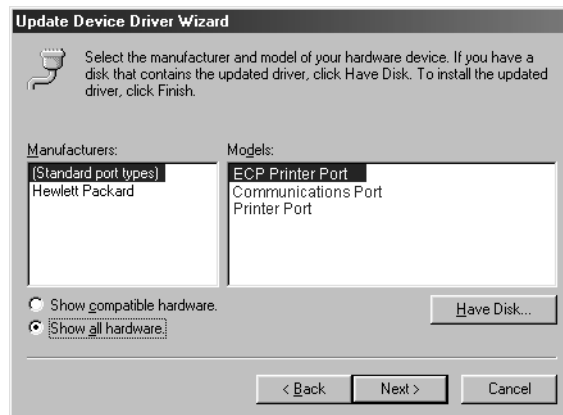 Update Device Driver Wizard
Select the manufacturer and model of your hardware device. If you have a
disk that contains the updated driver, click Have Disk. To install the updated
driver, click Finish.
Manufacturers:
Models:
(Standard port types)
Hewlett Packard
ECP Printer Port
Communications Port
Printer Port
Show compatible hardware.
Show all hardware.
Have Disk...
< Back
Next >
Cancel